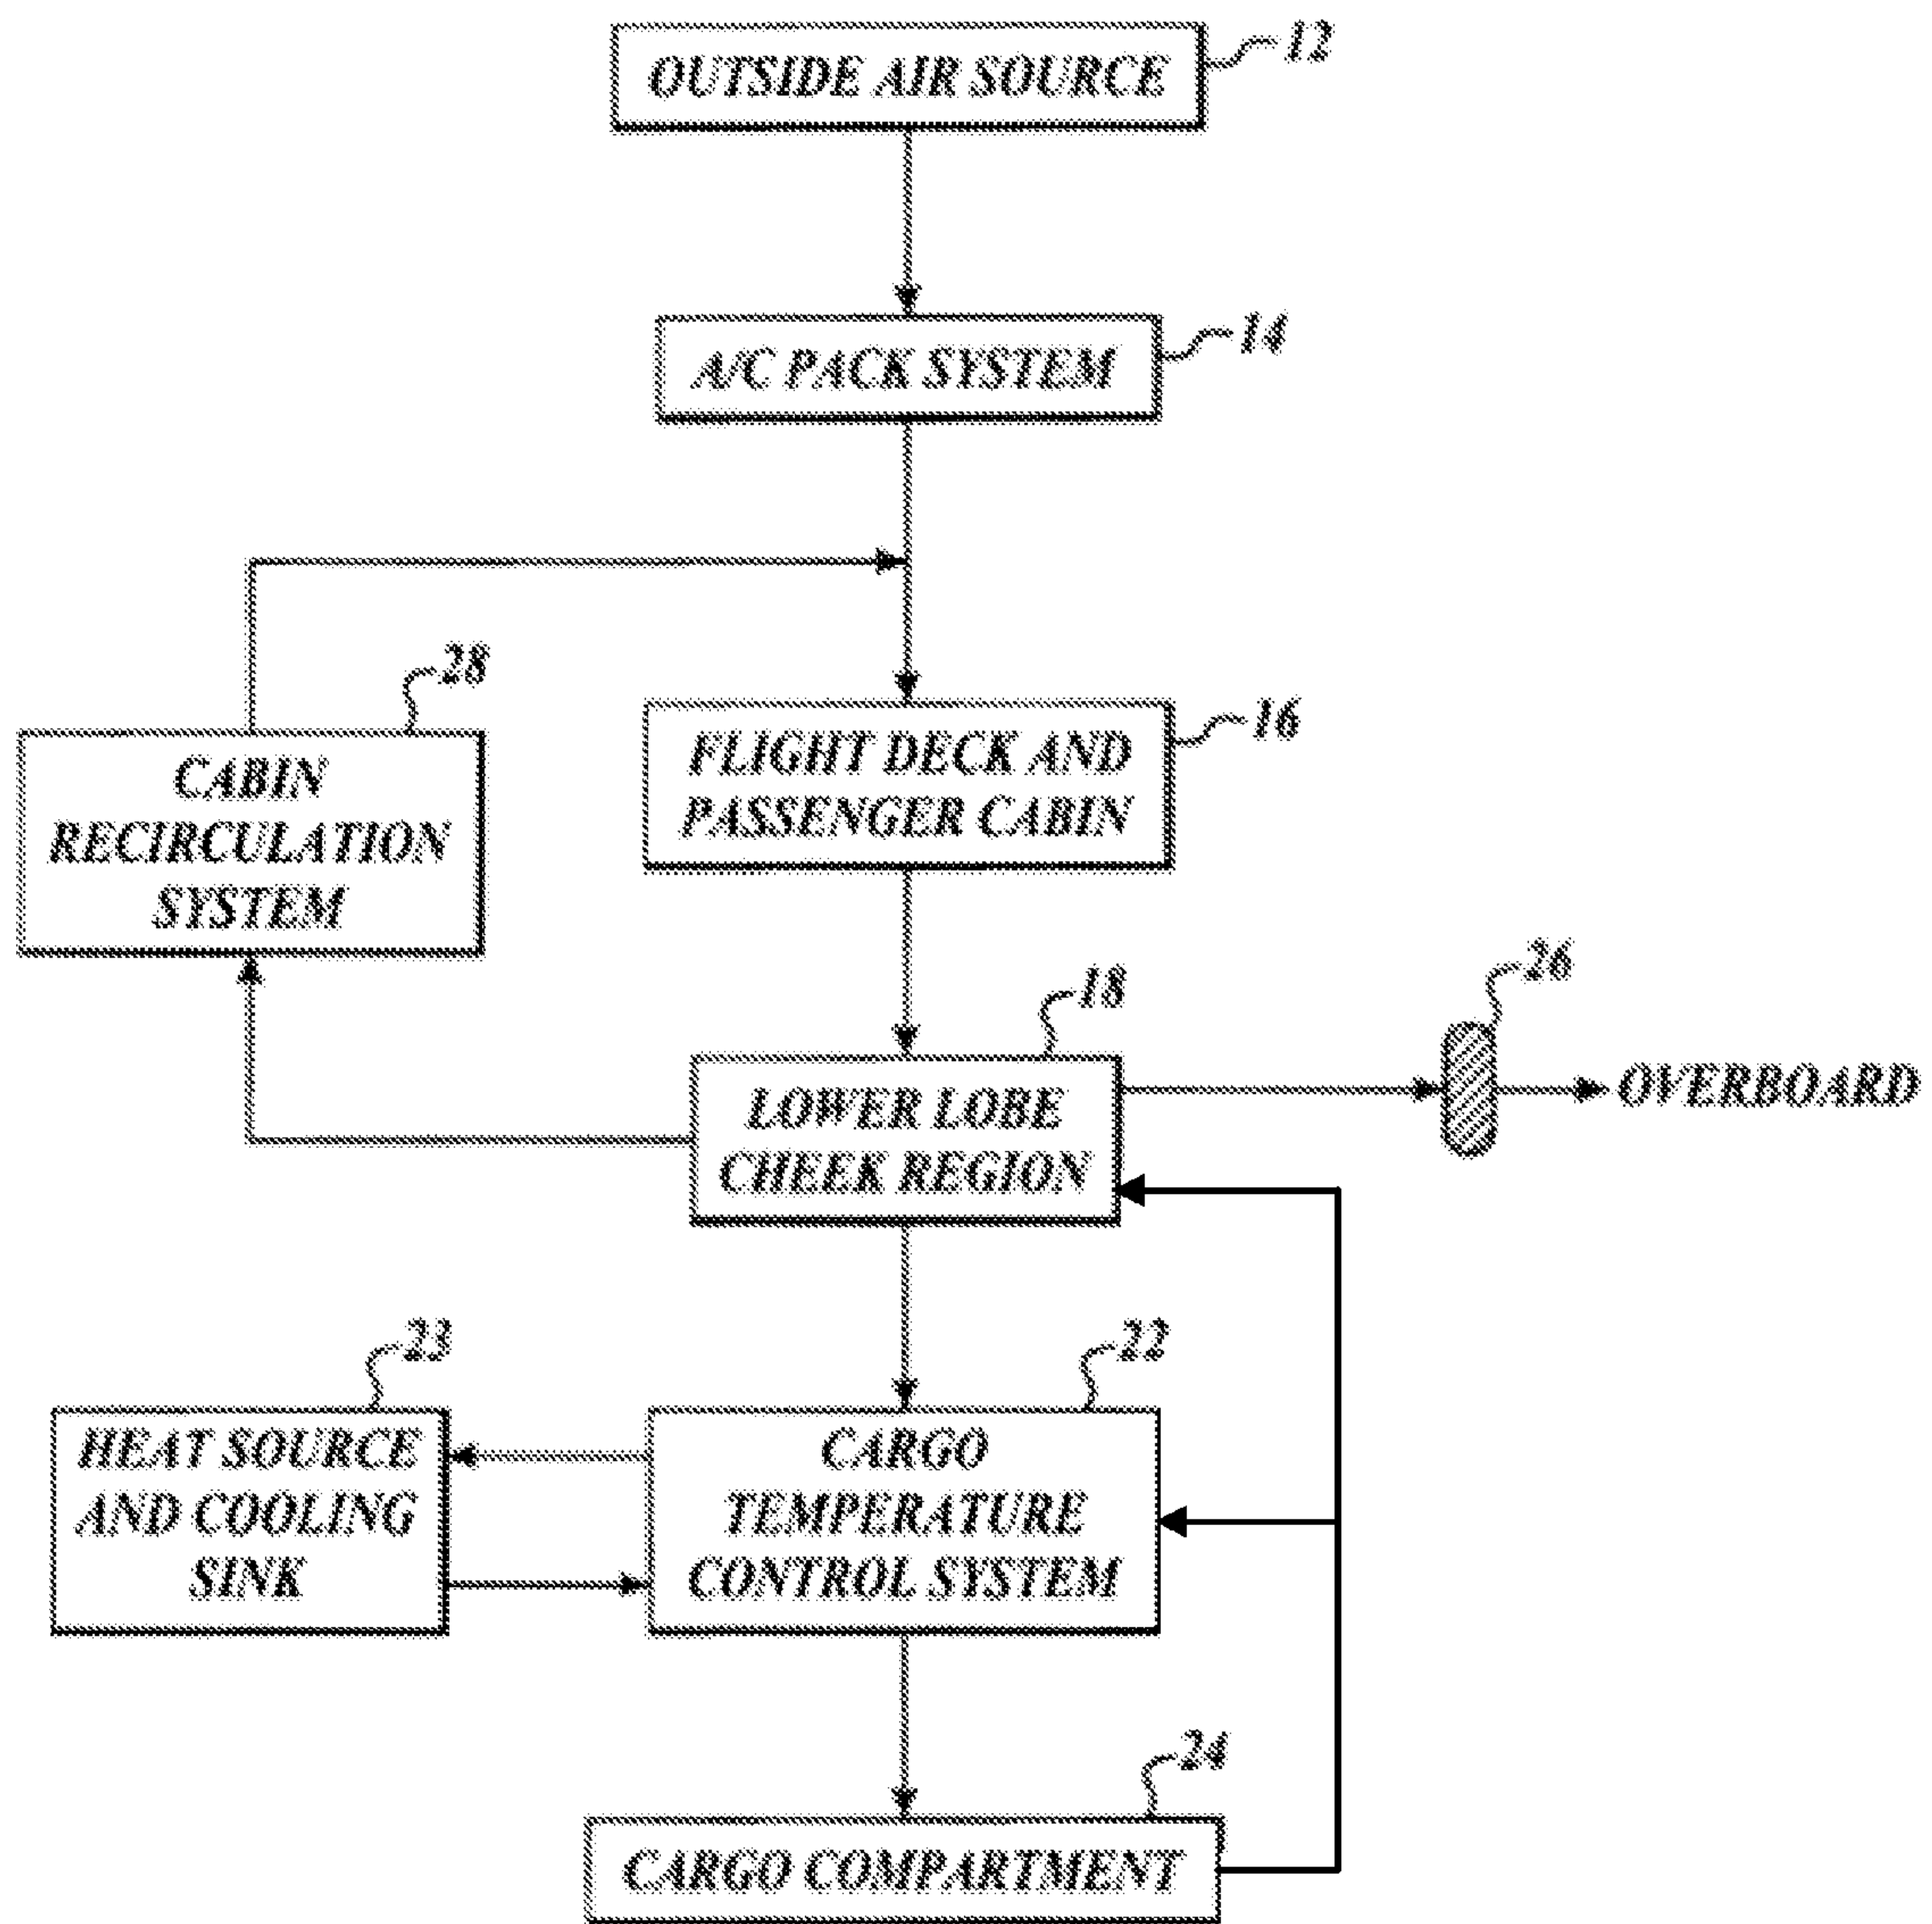 OUTSIDE AIR SOURCE
12
A/C PACK SYSTEM
14
28
CABIN
RECIRCULATION
SYSTEM
16
FLIGHT DECK AND
PASSENGER CABIN
18
LOWER LOBE
CHEEK REGION
26
OVERBOARD
23
HEAT SOURCE
AND COOLING
SINK
22
CARGO
TEMPERATURE
CONTROL SYSTEM
24
CARGO COMPARTMENT